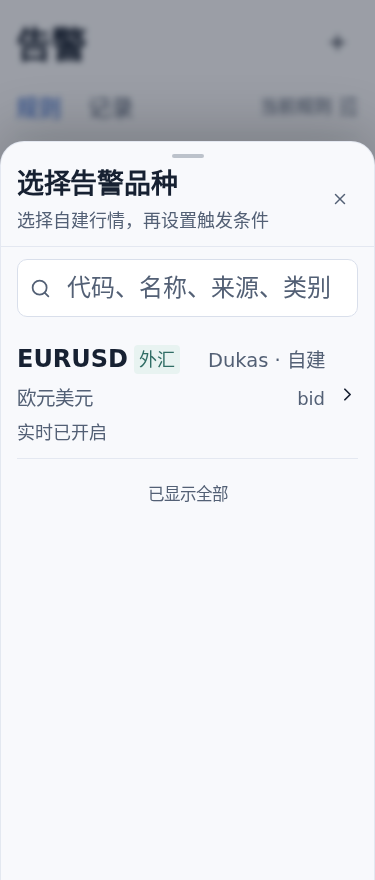 告警
规则 记录 当前规则
选择告警品种
选择自建行情，再设置触发条件
代码、名称、来源、类别
EURUSD 外汇 Dukas · 自建
欧元美元 bid
实时已开启
已显示全部